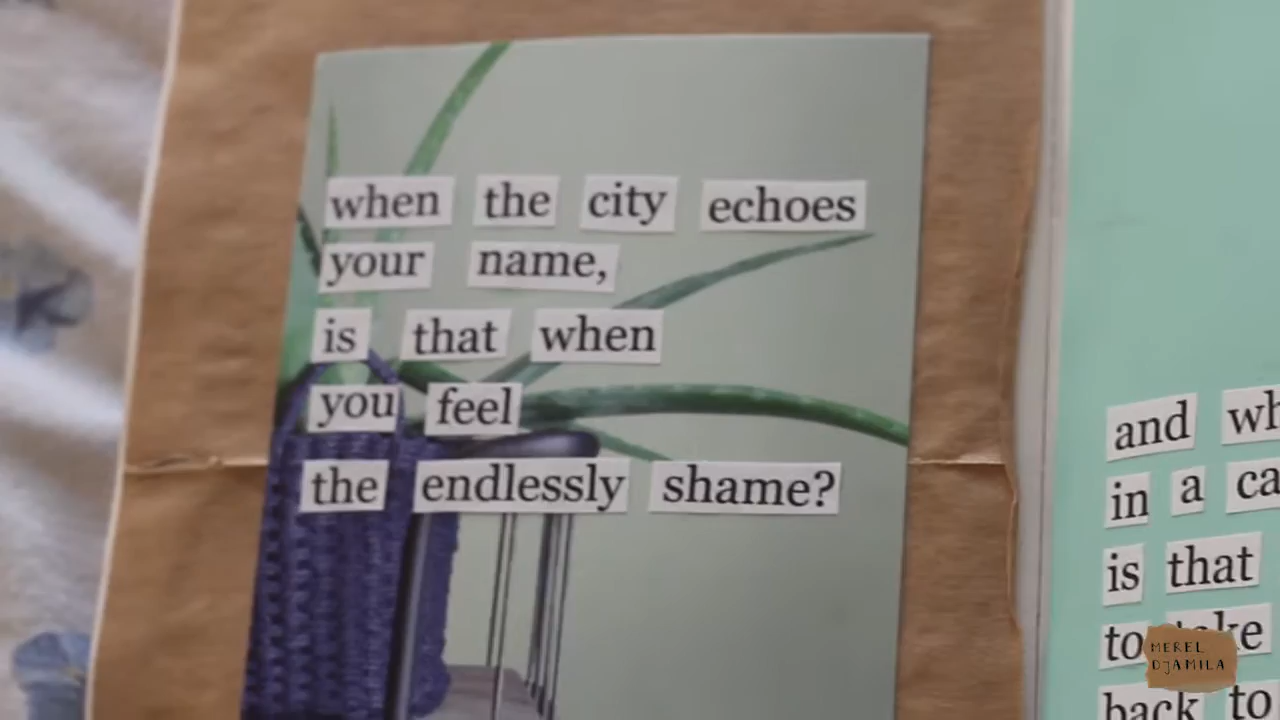 when the city echoes
your name,
is that when
you feel
the endlessly shame?
and
in a
is that
to
back to
MEREL
DJAMILA